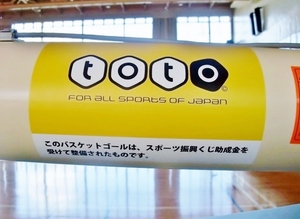 toto
FOR ALL SPORTS OF JAPAN
このバスケットゴールは、スポーツ振興くじ助成金を
受けて整備されたものです。